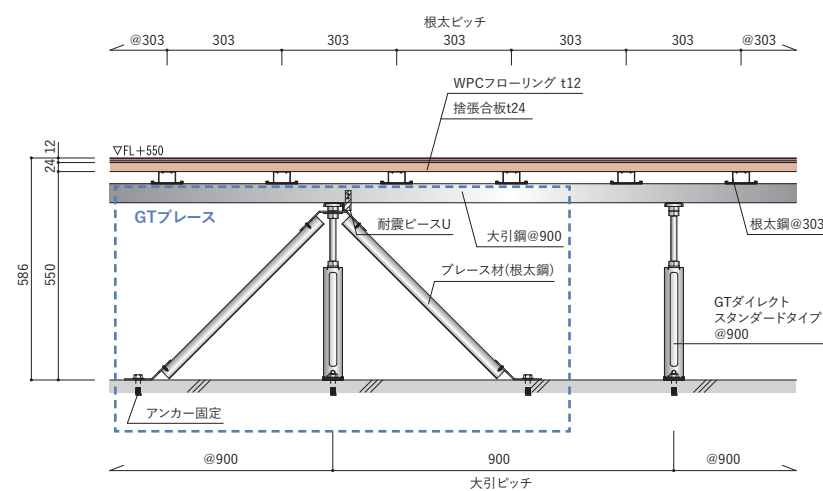 根太ピッチ
@303 303 303 303 303 303 @303
WPCフローリング t12
捨張合板t24
12
24
▽FL+550
GTブレース
耐震ピースU
大引鋼@900
根太鋼@303
586
550
ブレース材(根太鋼)
GTダイレクト
スタンダードタイプ
@900
アンカー固定
@900 900 @900
大引ピッチ